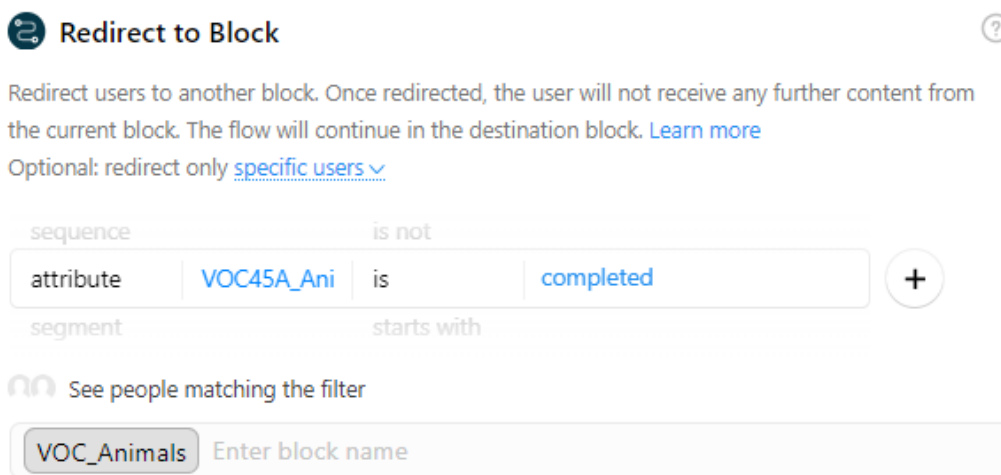 Redirect to Block
?
Redirect users to another block. Once redirected, the user will not receive any further content from
the current block. The flow will continue in the destination block. Learn more
Optional: redirect only specific users
sequence is not
attribute VOC45A_Ani is completed +
segment starts with
See people matching the filter
VOC_Animals Enter block name